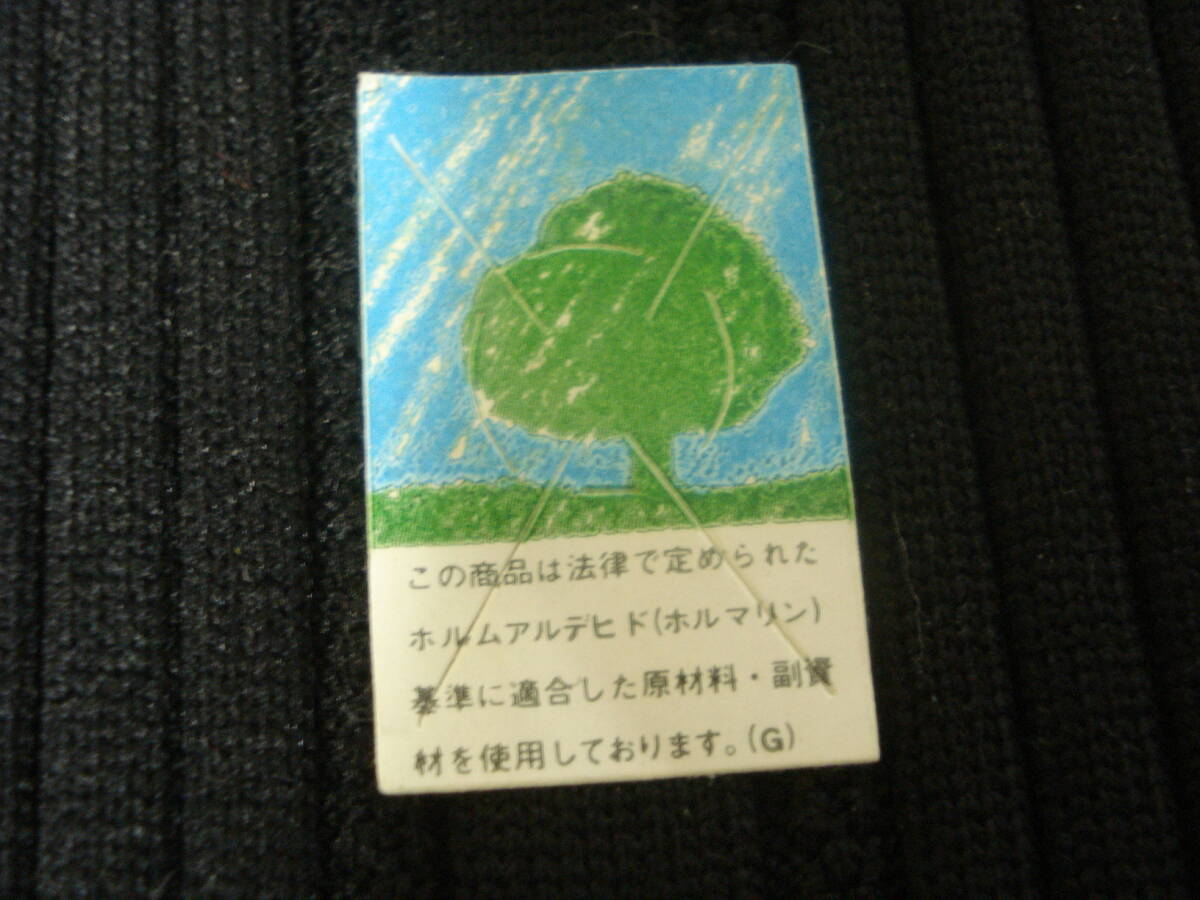 この商品は法律で定められた
ホルムアルデヒド(ホルマリン)
基準に適合した原材料・副資
材を使用しております。(G)